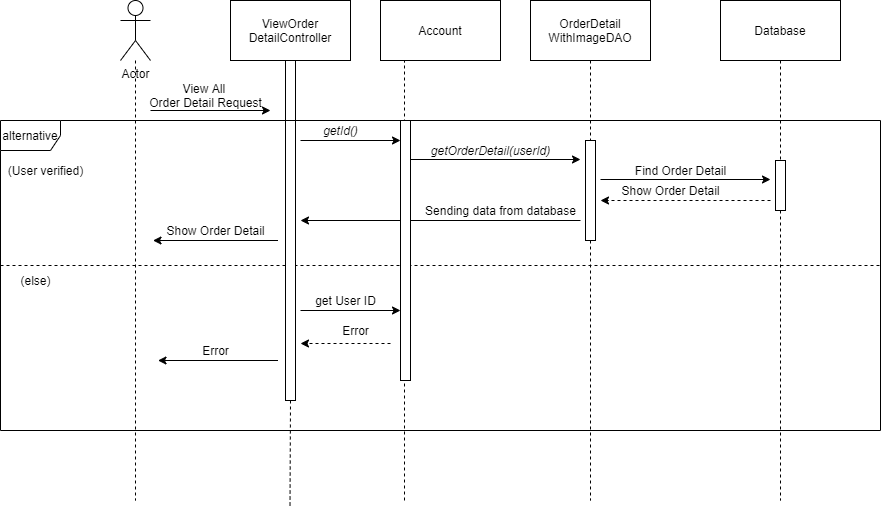 ViewOrder
DetailController
Account
OrderDetail
WithImageDAO
Database
Actor
View All
Order Detail Request
alternative
getId()
(User verified)
getOrderDetail(userId)
Find Order Detail
Show Order Detail
Sending data from database
Show Order Detail
(else)
get User ID
Error
Error